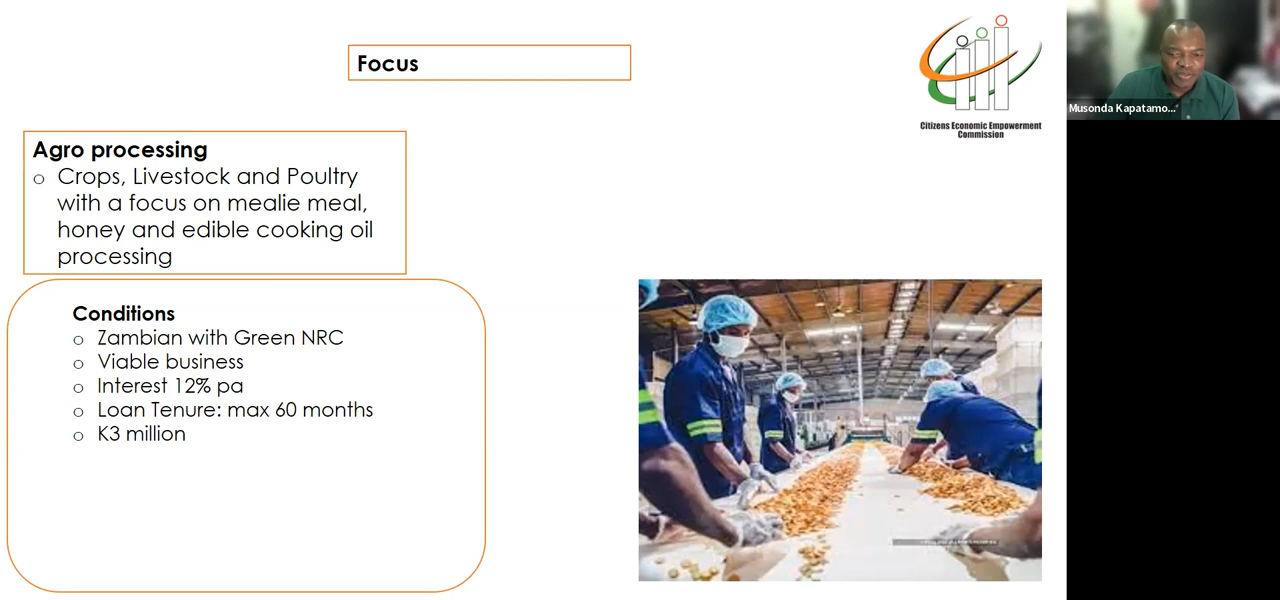 Focus
Citizens Economic Empowerment
Commission
Musonda Kapatamo...
Agro processing
o Crops, Livestock and Poultry
with a focus on mealie meal,
honey and edible cooking oil
processing
Conditions
o Zambian with Green NRC
o Viable business
o Interest 12% pa
o Loan Tenure: max 60 months
o K3 million